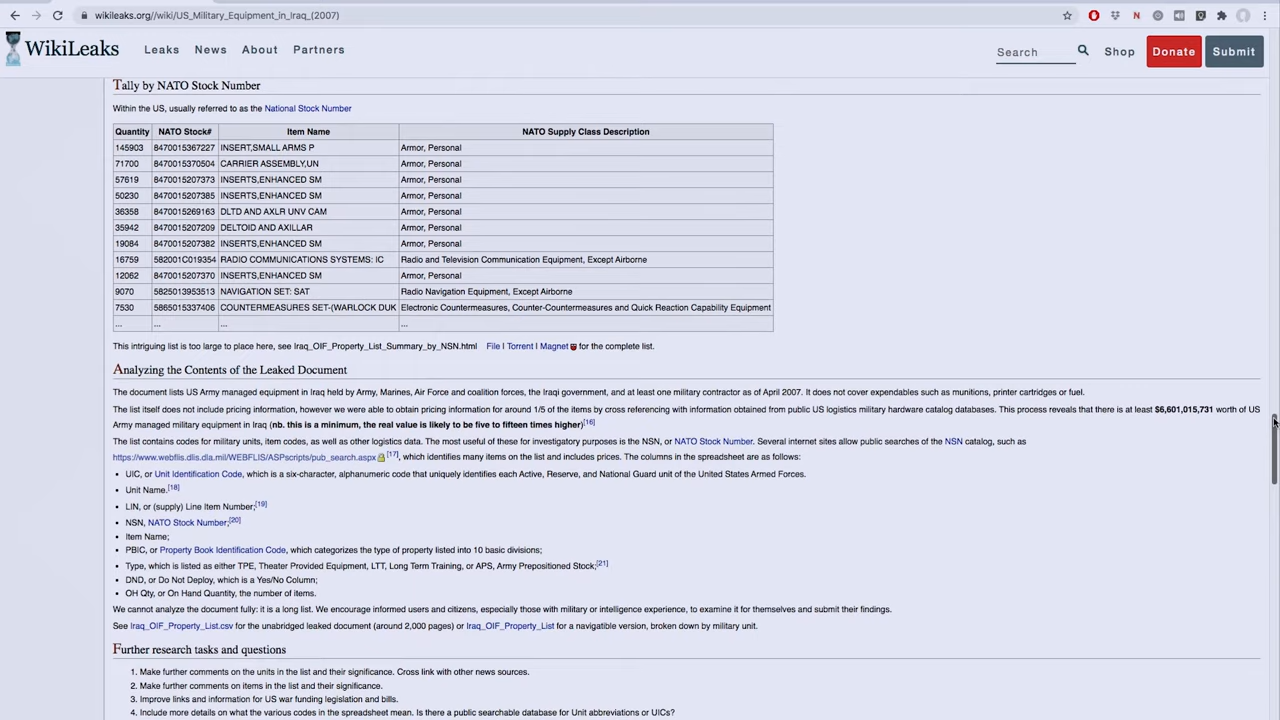 wikileaks.org//wiki/US_Military_Equipment_in_Iraq_(2007)
WikiLeaks Leaks News About Partners Search Shop Donate Submit
Tally by NATO Stock Number
Within the US, usually referred to as the National Stock Number
Quantity NATO Stock# Item Name NATO Supply Class Description
145903 8470015367227 INSERT,SMALL ARMS P Armor, Personal
71700 8470015370504 CARRIER ASSEMBLY,UN Armor, Personal
57619 8470015207373 INSERTS,ENHANCED SM Armor, Personal
50230 8470015207385 INSERTS,ENHANCED SM Armor, Personal
36358 8470015269163 DLTD AND AXLR UNV CAM Armor, Personal
35942 8470015207209 DELTOID AND AXILLAR Armor, Personal
19084 8470015207382 INSERTS,ENHANCED SM Armor, Personal
16759 582001C019354 RADIO COMMUNICATIONS SYSTEMS: IC Radio and Television Communication Equipment, Except Airborne
12062 8470015207370 INSERTS,ENHANCED SM Armor, Personal
9070 5825013953513 NAVIGATION SET: SAT Radio Navigation Equipment, Except Airborne
7530 5865015337406 COUNTERMEASURES SET-(WARLOCK DUK Electronic Countermeasures, Counter-Countermeasures and Quick Reaction Capability Equipment
... ... ... ...
This intriguing list is too large to place here, see Iraq_OIF_Property_List_Summary_by_NSN.html File | Torrent | Magnet for the complete list.
Analyzing the Contents of the Leaked Document
The document lists US Army managed equipment in Iraq held by Army, Marines, Air Force and coalition forces, the Iraqi government, and at least one military contractor as of April 2007. It does not cover expendables such as munitions, printer cartridges or fuel.
The list itself does not include pricing information, however we were able to obtain pricing information for around 1/5 of the items by cross referencing with information obtained from public US logistics military hardware catalog databases. This process reveals that there is at least $6,601,015,731 worth of US
Army managed military equipment in Iraq (nb. this is a minimum, the real value is likely to be five to fifteen times higher)[16]
The list contains codes for military units, item codes, as well as other logistics data. The most useful of these for investigatory purposes is the NSN, or NATO Stock Number. Several internet sites allow public searches of the NSN catalog, such as
https://www.webflis.dlis.dla.mil/WEBFLIS/ASPscripts/pub_search.aspx [17], which identifies many items on the list and includes prices. The columns in the spreadsheet are as follows:
• UIC, or Unit Identification Code, which is a six-character, alphanumeric code that uniquely identifies each Active, Reserve, and National Guard unit of the United States Armed Forces.
• Unit Name.[18]
• LIN, or (supply) Line Item Number;[19]
• NSN, NATO Stock Number;[20]
• Item Name;
• PBIC, or Property Book Identification Code, which categorizes the type of property listed into 10 basic divisions;
• Type, which is listed as either TPE, Theater Provided Equipment, LTT, Long Term Training, or APS, Army Prepositioned Stock;[21]
• DND, or Do Not Deploy, which is a Yes/No Column;
• OH Qty, or On Hand Quantity, the number of items.
We cannot analyze the document fully: it is a long list. We encourage informed users and citizens, especially those with military or intelligence experience, to examine it for themselves and submit their findings.
See Iraq_OIF_Property_List.csv for the unabridged leaked document (around 2,000 pages) or Iraq_OIF_Property_List for a navigatible version, broken down by military unit.
Further research tasks and questions
1. Make further comments on the units in the list and their significance. Cross link with other news sources.
2. Make further comments on items in the list and their significance.
3. Improve links and information for US war funding legislation and bills.
4. Include more details on what the various codes in the spreadsheet mean. Is there a public searchable database for Unit abbreviations or UICs?